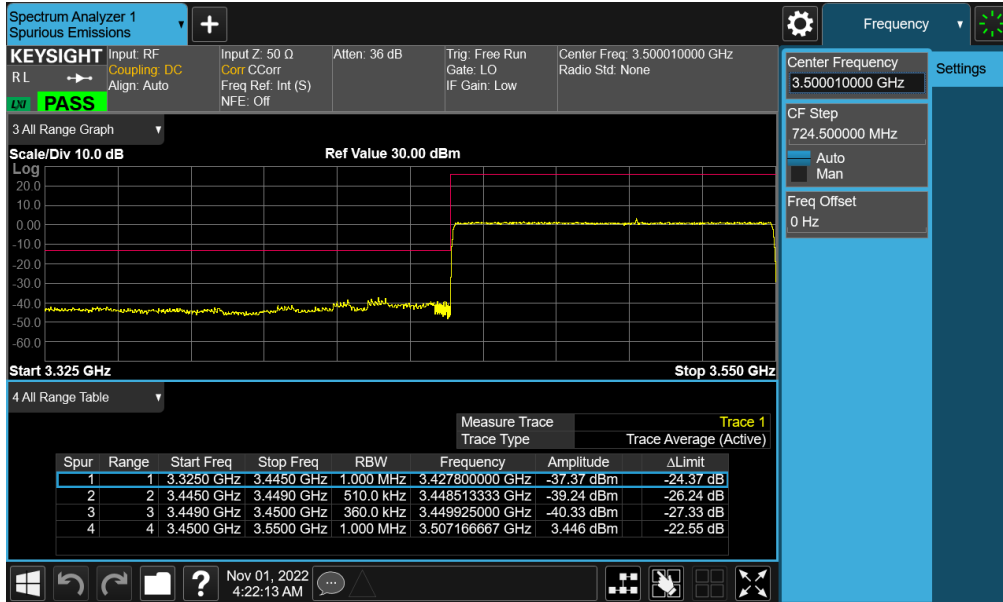 Spectrum Analyzer 1
Spurious Emissions
Frequency
KEYSIGHT
RL
LXI PASS
Input: RF
Coupling: DC
Align: Auto
Input Z: 50 Ω
Corr CCorr
Freq Ref: Int (S)
NFE: Off
Atten: 36 dB
Trig: Free Run
Gate: LO
IF Gain: Low
Center Freq: 3.500010000 GHz
Radio Std: None
Center Frequency
3.500010000 GHz
Settings
CF Step
724.500000 MHz
Auto
Man
Freq Offset
0 Hz
3 All Range Graph
Scale/Div 10.0 dB
Ref Value 30.00 dBm
Log
20.0
10.0
0.00
-10.0
-20.0
-30.0
-40.0
-50.0
-60.0
Start 3.325 GHz
Stop 3.550 GHz
4 All Range Table
Measure Trace Trace 1
Trace Type Trace Average (Active)
Spur Range Start Freq Stop Freq RBW Frequency Amplitude ΔLimit
1 1 3.3250 GHz 3.4450 GHz 1.000 MHz 3.427800000 GHz -37.37 dBm -24.37 dB
2 2 3.4450 GHz 3.4490 GHz 510.0 kHz 3.448513333 GHz -39.24 dBm -26.24 dB
3 3 3.4490 GHz 3.4500 GHz 360.0 kHz 3.449925000 GHz -40.33 dBm -27.33 dB
4 4 3.4500 GHz 3.5500 GHz 1.000 MHz 3.507166667 GHz 3.446 dBm -22.55 dB
Nov 01, 2022
4:22:13 AM